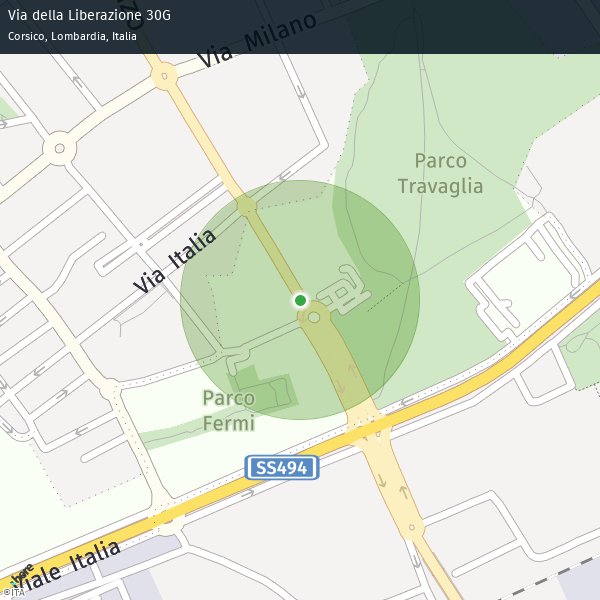 Via della Liberazione 30G
Corsico, Lombardia, Italia
Via Milano
Parco
Travaglia
Via Italia
Parco
Fermi
SS494
Viale Italia
©ITA